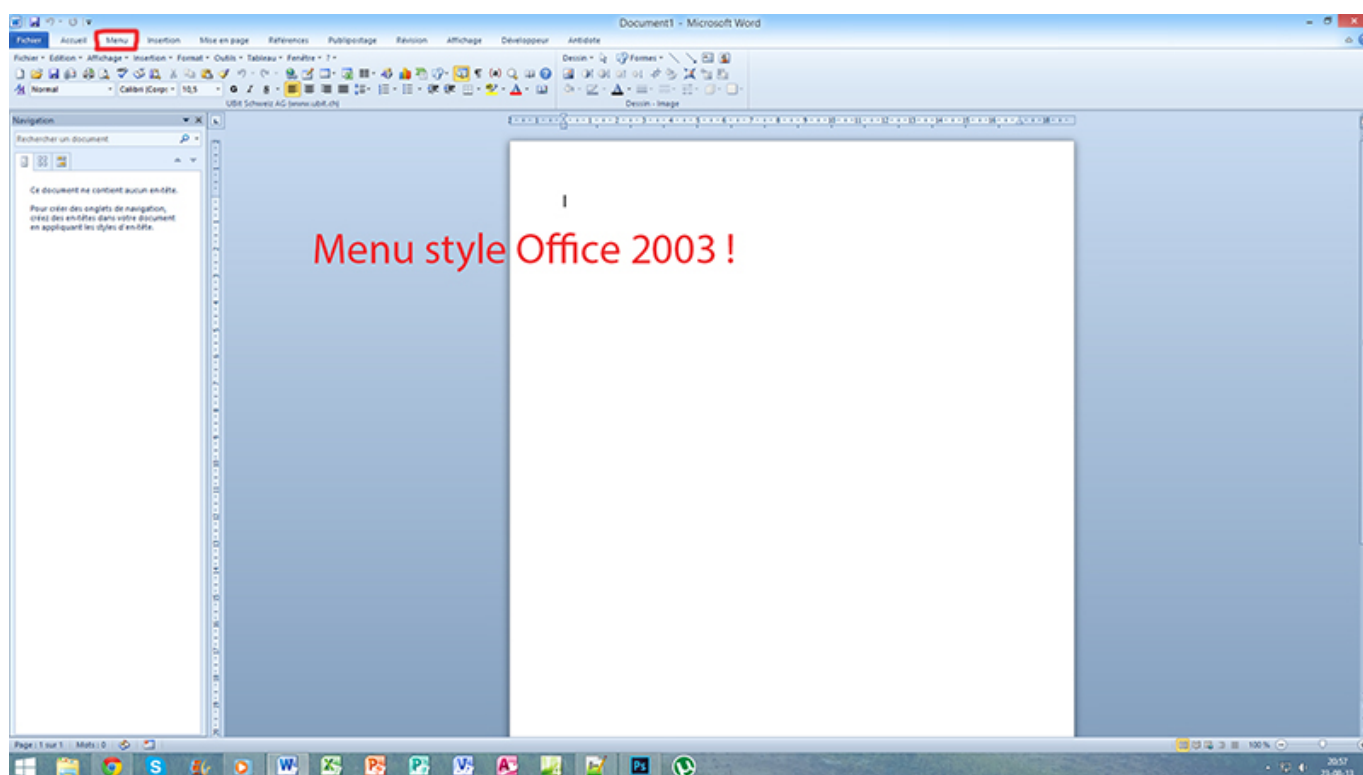 Document1 - Microsoft Word
Fichier Accueil Menu Insertion Mise en page Références Publipostage Révision Affichage Développeur Antidote
Fichier Edition Affichage Insertion Format Outils Tableau Fenêtre ?
Dessin Formes
Normal Calibri (Corps 10,5 G I S
UBit Schweiz AG (www.ubit.ch)
Dessin - Image
Navigation
Rechercher un document
Ce document ne contient aucun en-tête.
Pour créer des onglets de navigation,
créez des en-têtes dans votre document
en appliquant les styles d'en-tête.
Menu style Office 2003 !
Page : 1 sur 1 Mots : 0
100 %
20:57